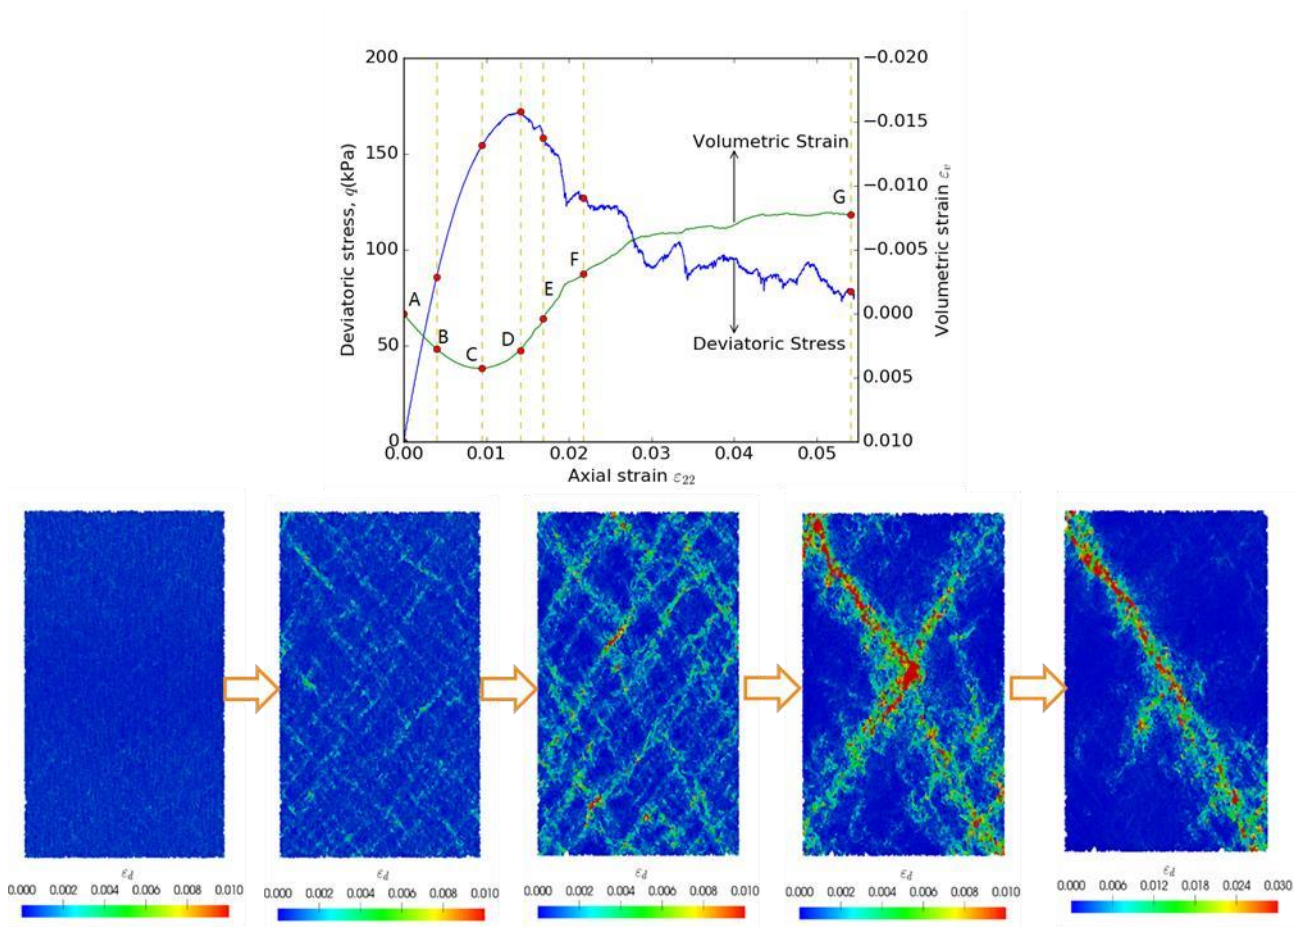 200
150
100
50
0
−0.020
−0.015
−0.010
−0.005
0.000
0.005
0.010
0.00 0.01 0.02 0.03 0.04 0.05
Deviatoric stress, q(kPa)
Volumetric strain εv
Axial strain ε22
Volumetric Strain
Deviatoric Stress
A
B
C
D
E
F
G
εd
0.000 0.002 0.004 0.006 0.008 0.010
εd
0.000 0.002 0.004 0.006 0.008 0.010
εd
0.000 0.002 0.004 0.006 0.008 0.010
εd
0.000 0.002 0.004 0.006 0.008 0.010
εd
0.000 0.006 0.012 0.018 0.024 0.030